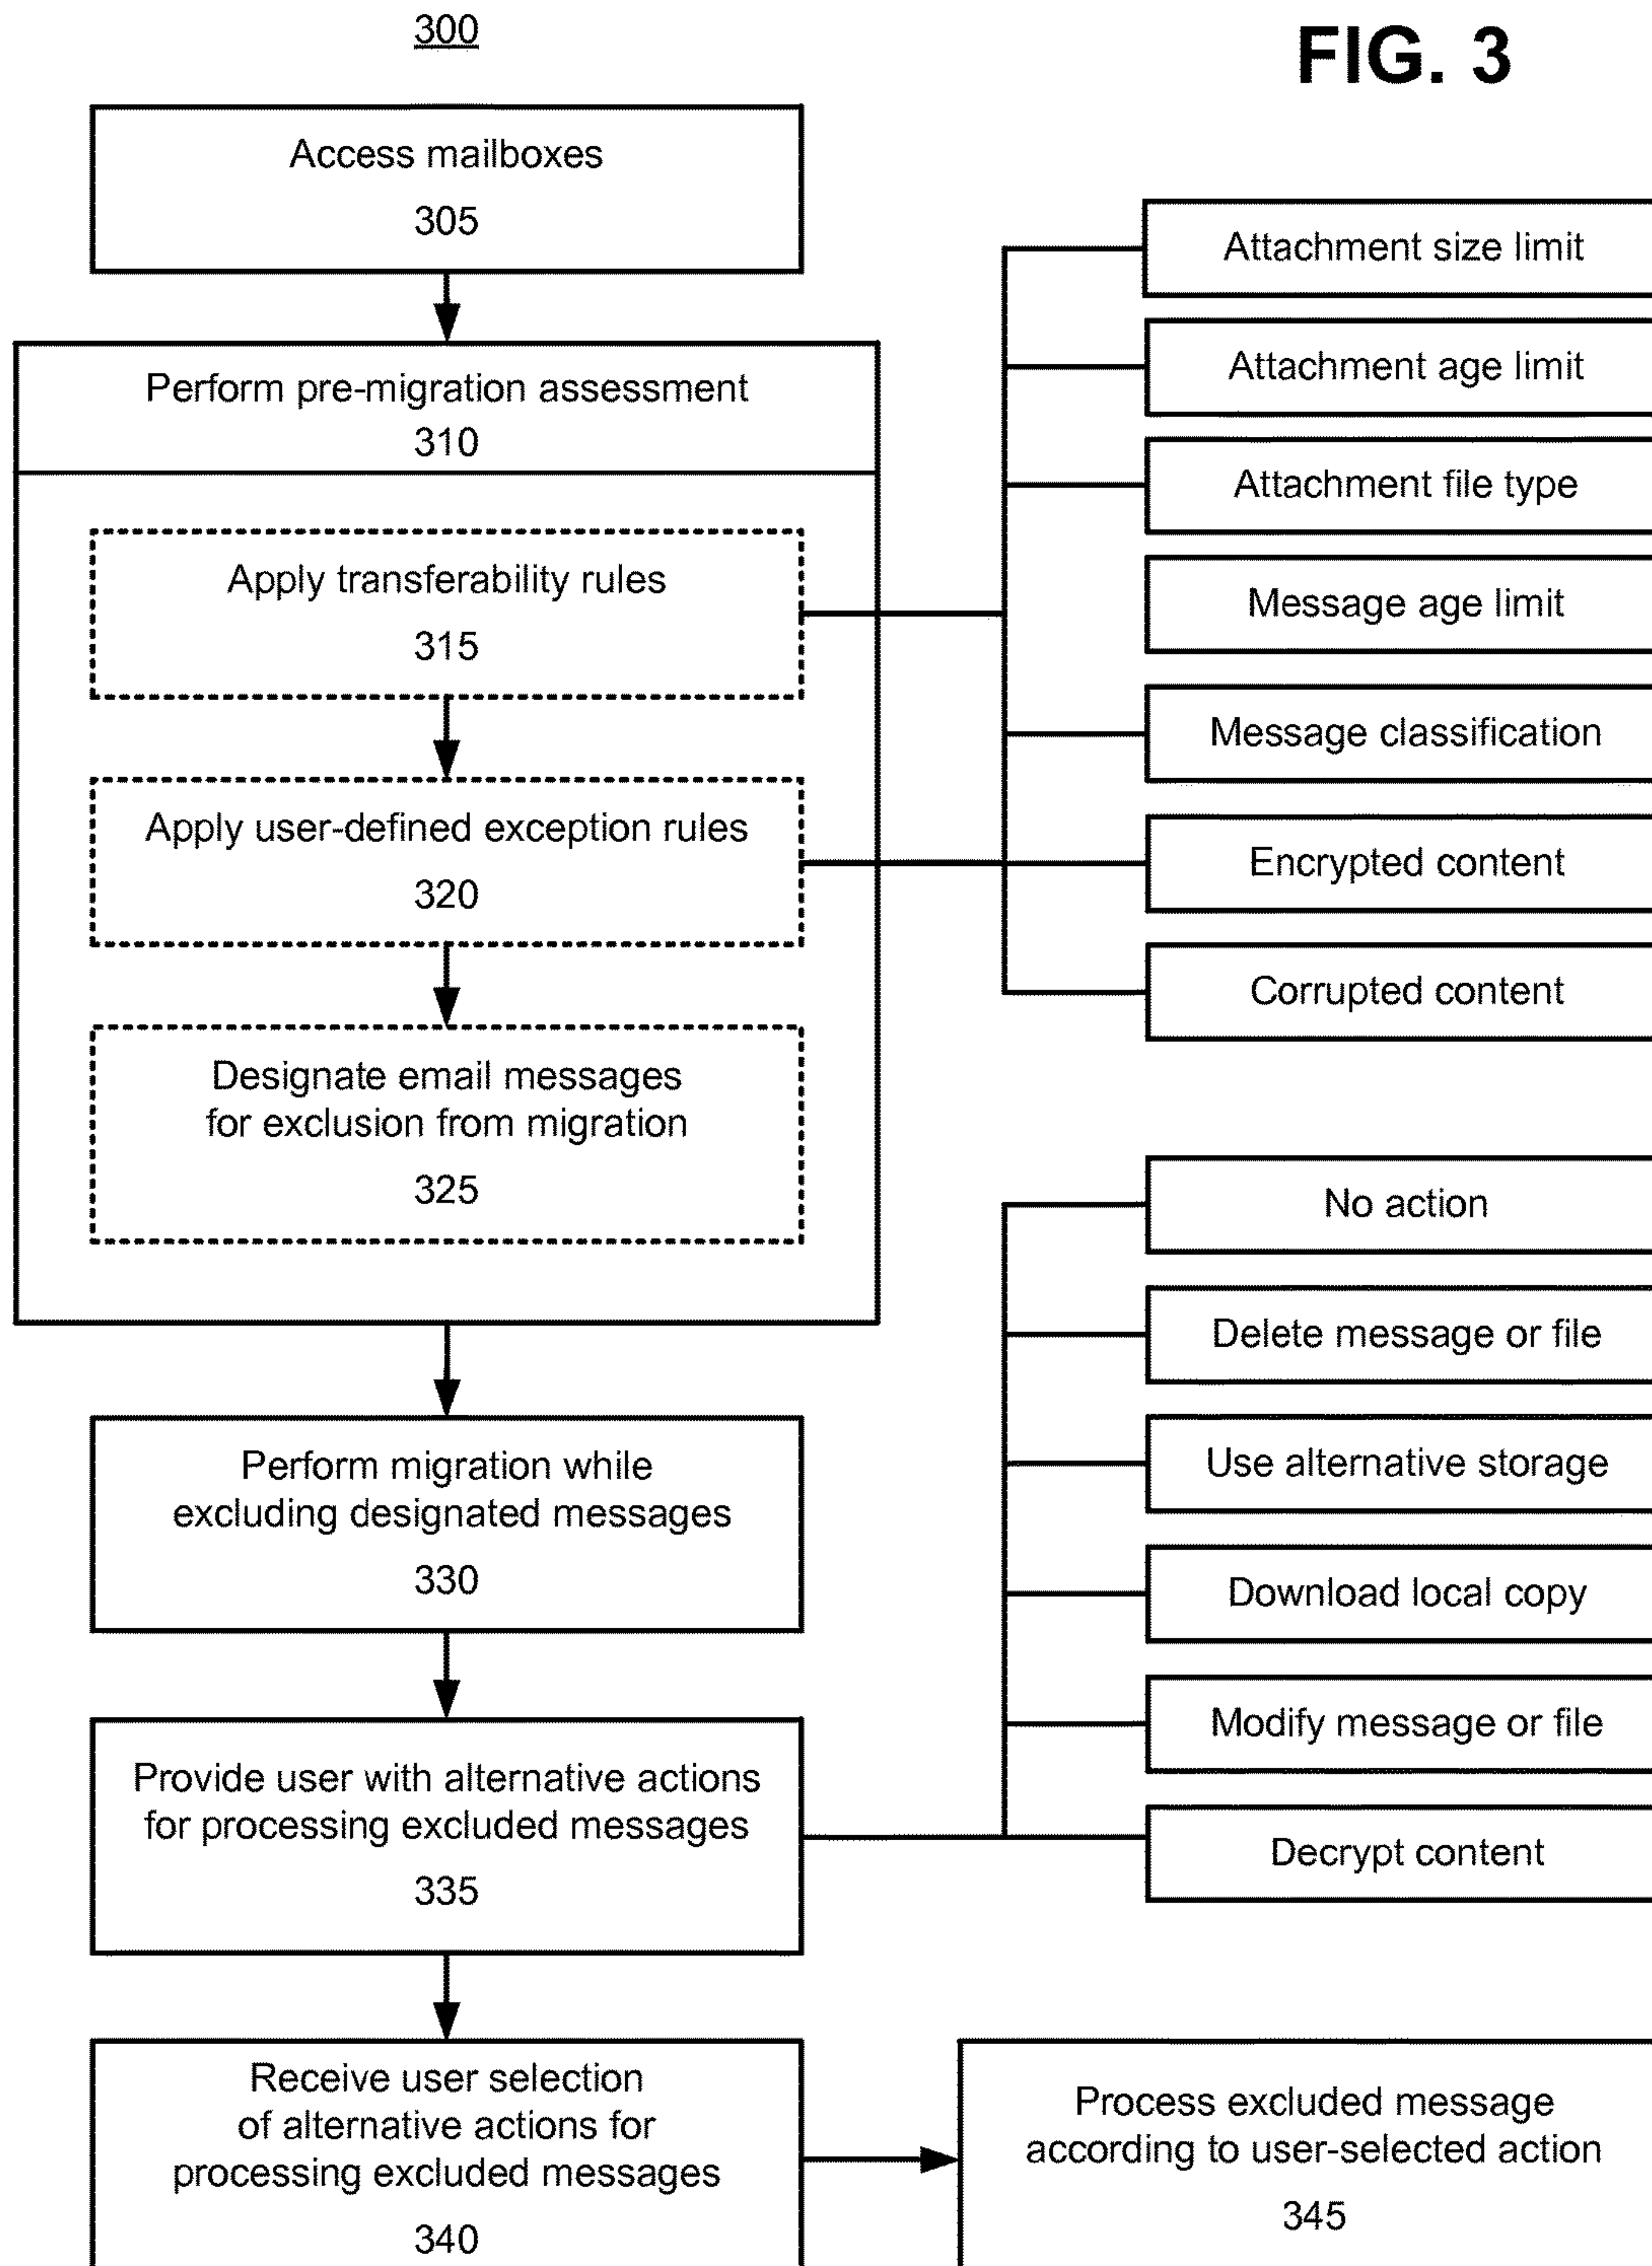 300
FIG. 3
Access mailboxes
305
Perform pre-migration assessment
310
Apply transferability rules
315
Apply user-defined exception rules
320
Designate email messages
for exclusion from migration
325
Attachment size limit
Attachment age limit
Attachment file type
Message age limit
Message classification
Encrypted content
Corrupted content
Perform migration while
excluding designated messages
330
Provide user with alternative actions
for processing excluded messages
335
No action
Delete message or file
Use alternative storage
Download local copy
Modify message or file
Decrypt content
Receive user selection
of alternative actions for
processing excluded messages
340
Process excluded message
according to user-selected action
345